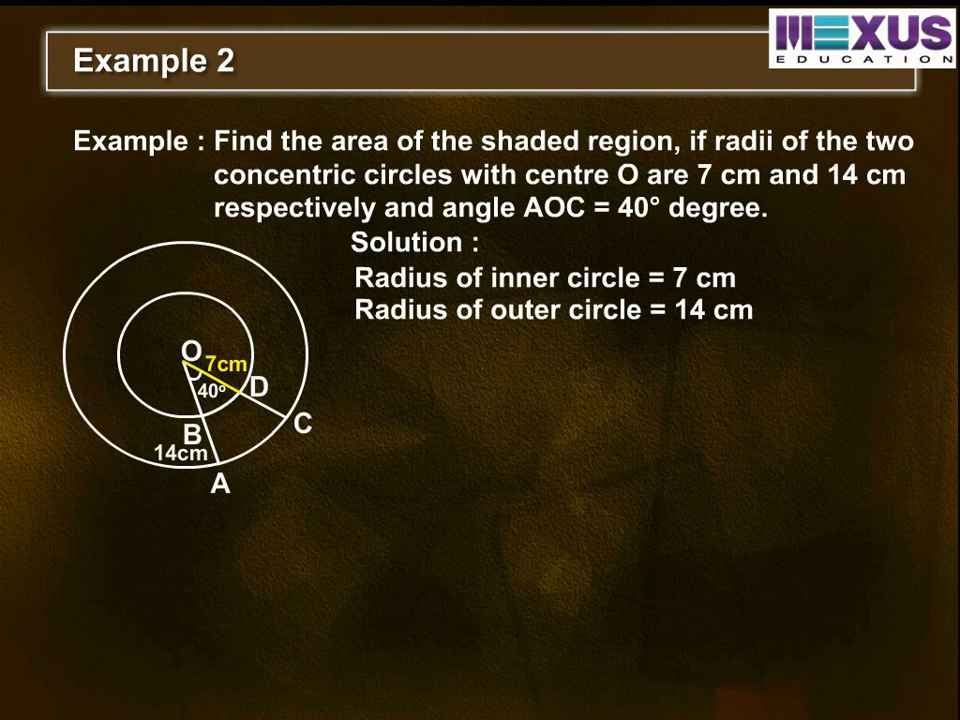 MEXUS
EDUCATION
Example 2
Example : Find the area of the shaded region, if radii of the two
concentric circles with centre O are 7 cm and 14 cm
respectively and angle AOC = 40° degree.
Solution :
Radius of inner circle = 7 cm
Radius of outer circle = 14 cm
O
7cm
40º
D
C
B
14cm
A